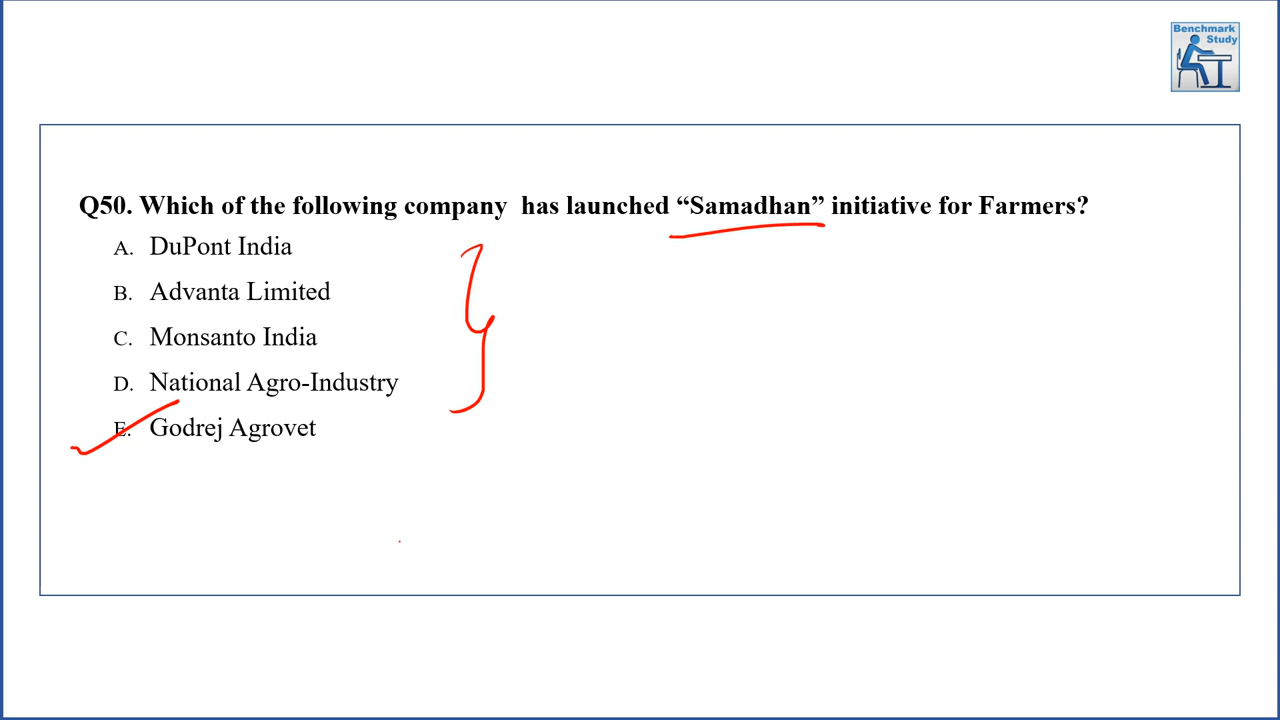 Benchmark
Study
Q50. Which of the following company has launched “Samadhan” initiative for Farmers?
A. DuPont India
B. Advanta Limited
C. Monsanto India
D. National Agro-Industry
E. Godrej Agrovet